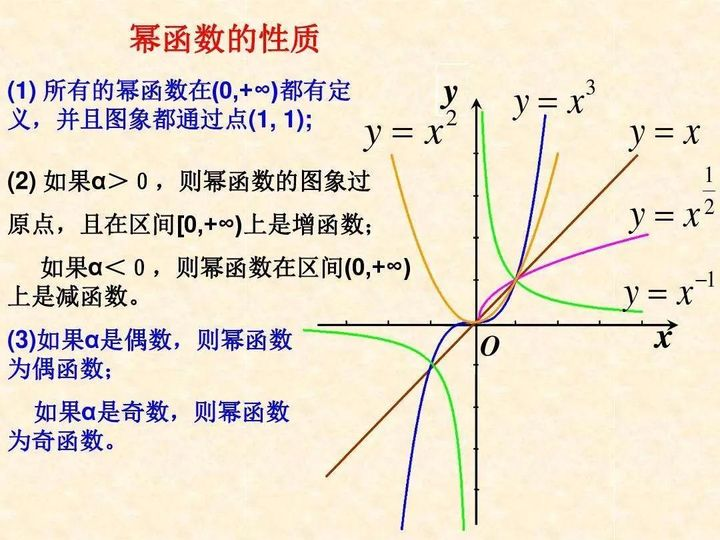 幂函数的性质
(1) 所有的幂函数在(0,+∞)都有定
义，并且图象都通过点(1, 1);
(2) 如果α＞０，则幂函数的图象过
原点，且在区间[0,+∞)上是增函数；
如果α＜０，则幂函数在区间(0,+∞)
上是减函数。
(3)如果α是偶数，则幂函数
为偶函数；
如果α是奇数，则幂函数
为奇函数。
y
y = x³
y = x²
y = x
y = x^{1/2}
y = x⁻¹
O
x